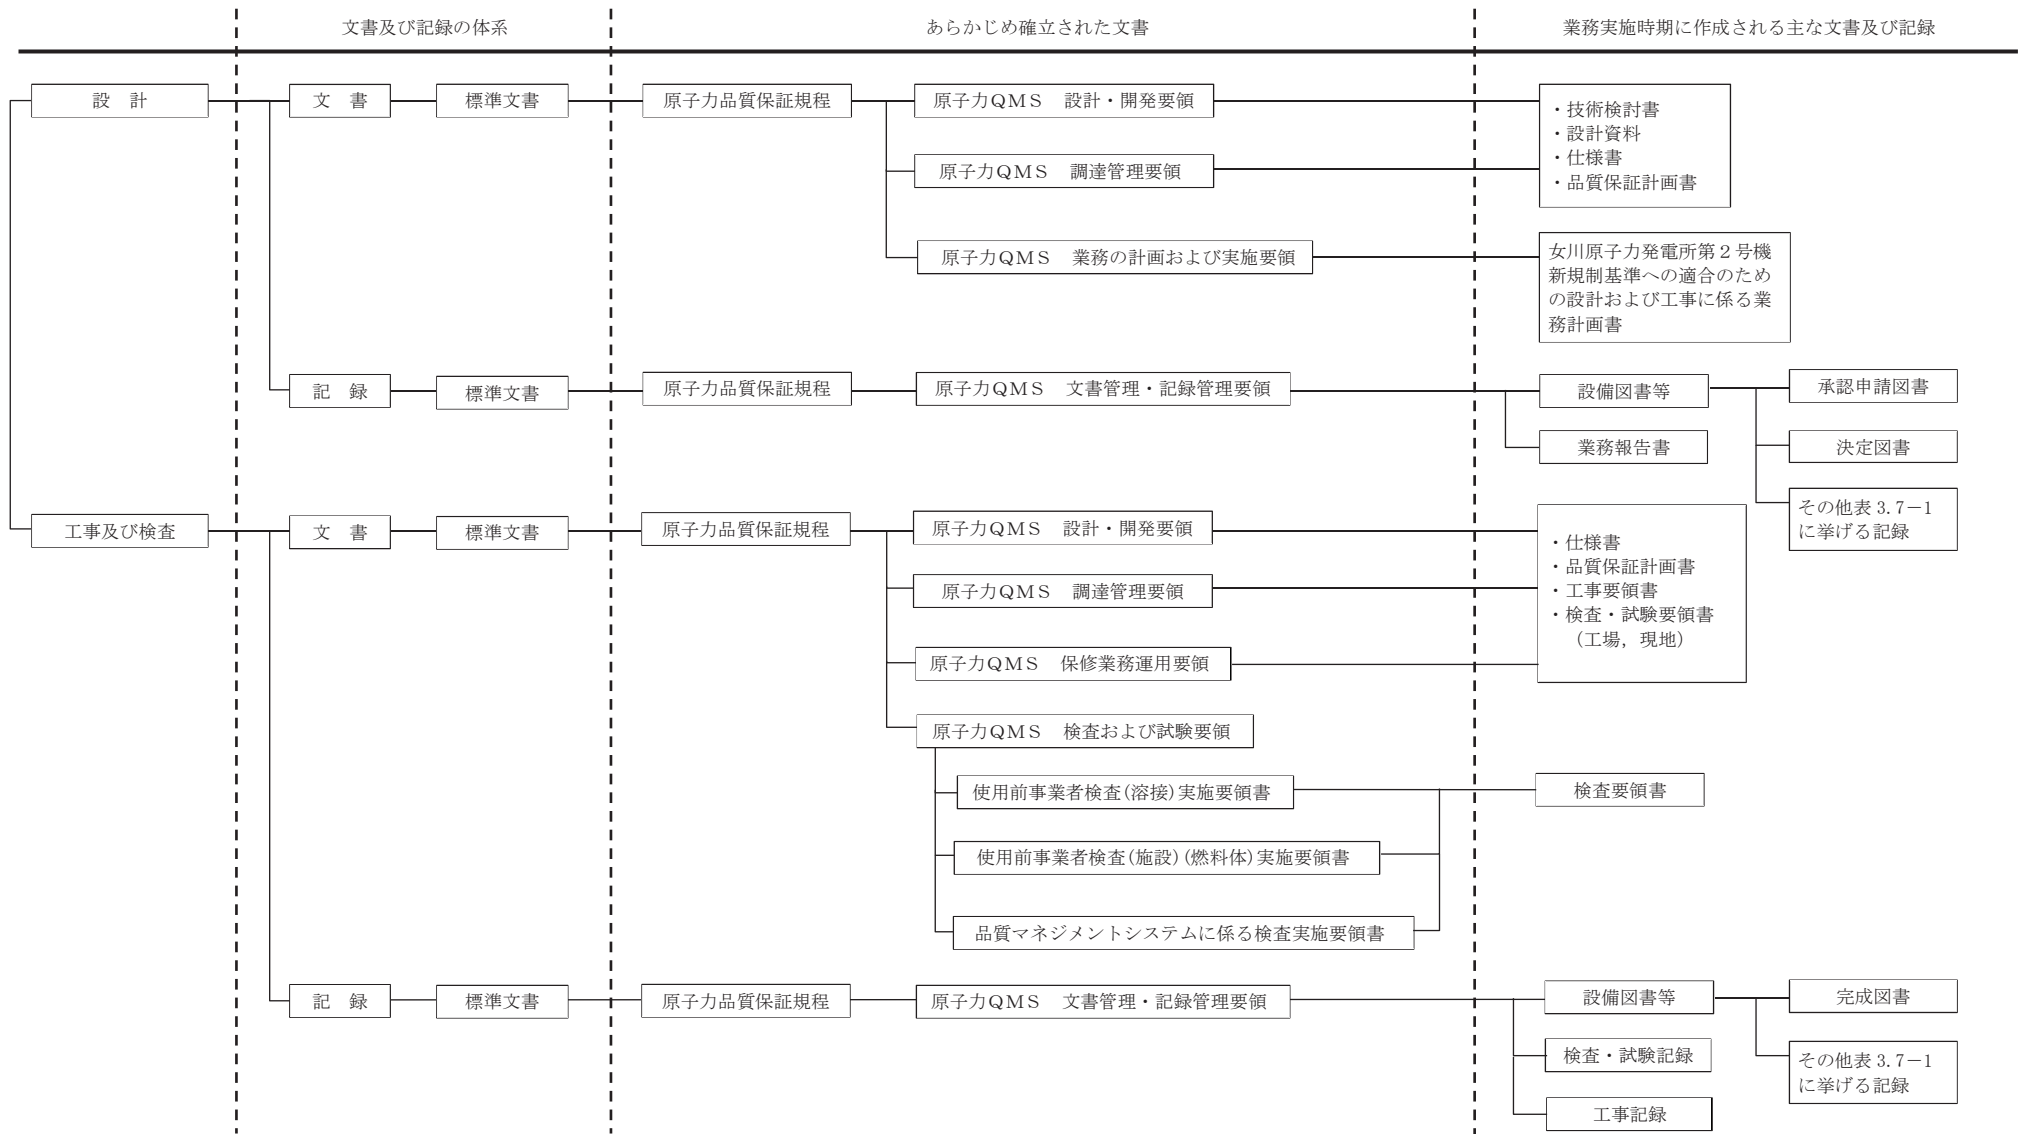 文書及び記録の体系
あらかじめ確立された文書
業務実施時期に作成される主な文書及び記録
設　計
文　書
標準文書
原子力品質保証規程
原子力QMS　設計・開発要領
・技術検討書
・設計資料
・仕様書
・品質保証計画書
原子力QMS　調達管理要領
原子力QMS　業務の計画および実施要領
女川原子力発電所第２号機
新規制基準への適合のため
の設計および工事に係る業
務計画書
記　録
標準文書
原子力品質保証規程
原子力QMS　文書管理・記録管理要領
設備図書等
承認申請図書
業務報告書
決定図書
その他表 3.7－1
に挙げる記録
工事及び検査
文　書
標準文書
原子力品質保証規程
原子力QMS　設計・開発要領
・仕様書
・品質保証計画書
・工事要領書
・検査・試験要領書
（工場，現地）
原子力QMS　調達管理要領
原子力QMS　保修業務運用要領
原子力QMS　検査および試験要領
使用前事業者検査(溶接)実施要領書
検査要領書
使用前事業者検査(施設)(燃料体)実施要領書
品質マネジメントシステムに係る検査実施要領書
記　録
標準文書
原子力品質保証規程
原子力QMS　文書管理・記録管理要領
設備図書等
完成図書
検査・試験記録
その他表 3.7－1
に挙げる記録
工事記録